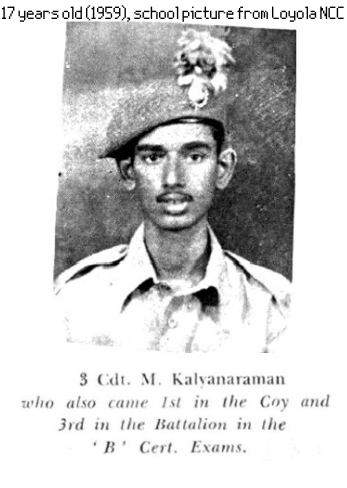 17 years old (1959), school picture from Loyola NCC
3 Cdt. M. Kalyanaraman
who also came 1st in the Coy and
3rd in the Battalion in the
‘ B ’ Cert. Exams.